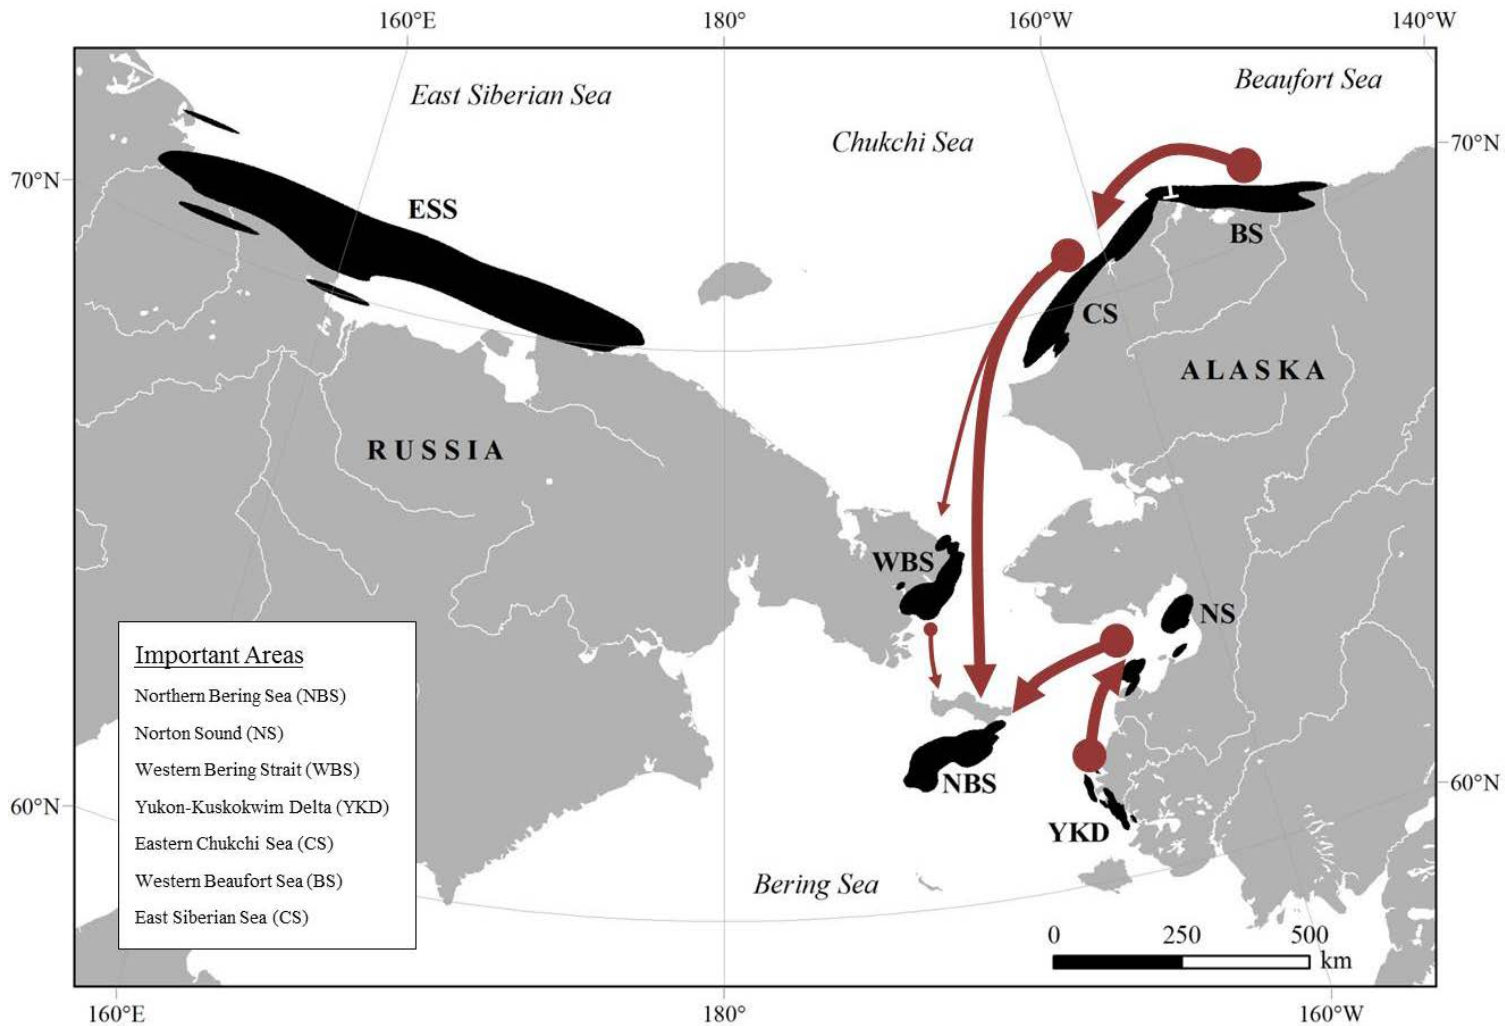 160°E
180°
160°W
140°W
East Siberian Sea
Beaufort Sea
Chukchi Sea
70°N
70°N
ESS
BS
CS
ALASKA
RUSSIA
WBS
NS
Important Areas
Northern Bering Sea (NBS)
Norton Sound (NS)
Western Bering Strait (WBS)
Yukon-Kuskokwim Delta (YKD)
Eastern Chukchi Sea (CS)
Western Beaufort Sea (BS)
East Siberian Sea (CS)
NBS
60°N
60°N
YKD
Bering Sea
0 250 500
km
160°E
180°
160°W